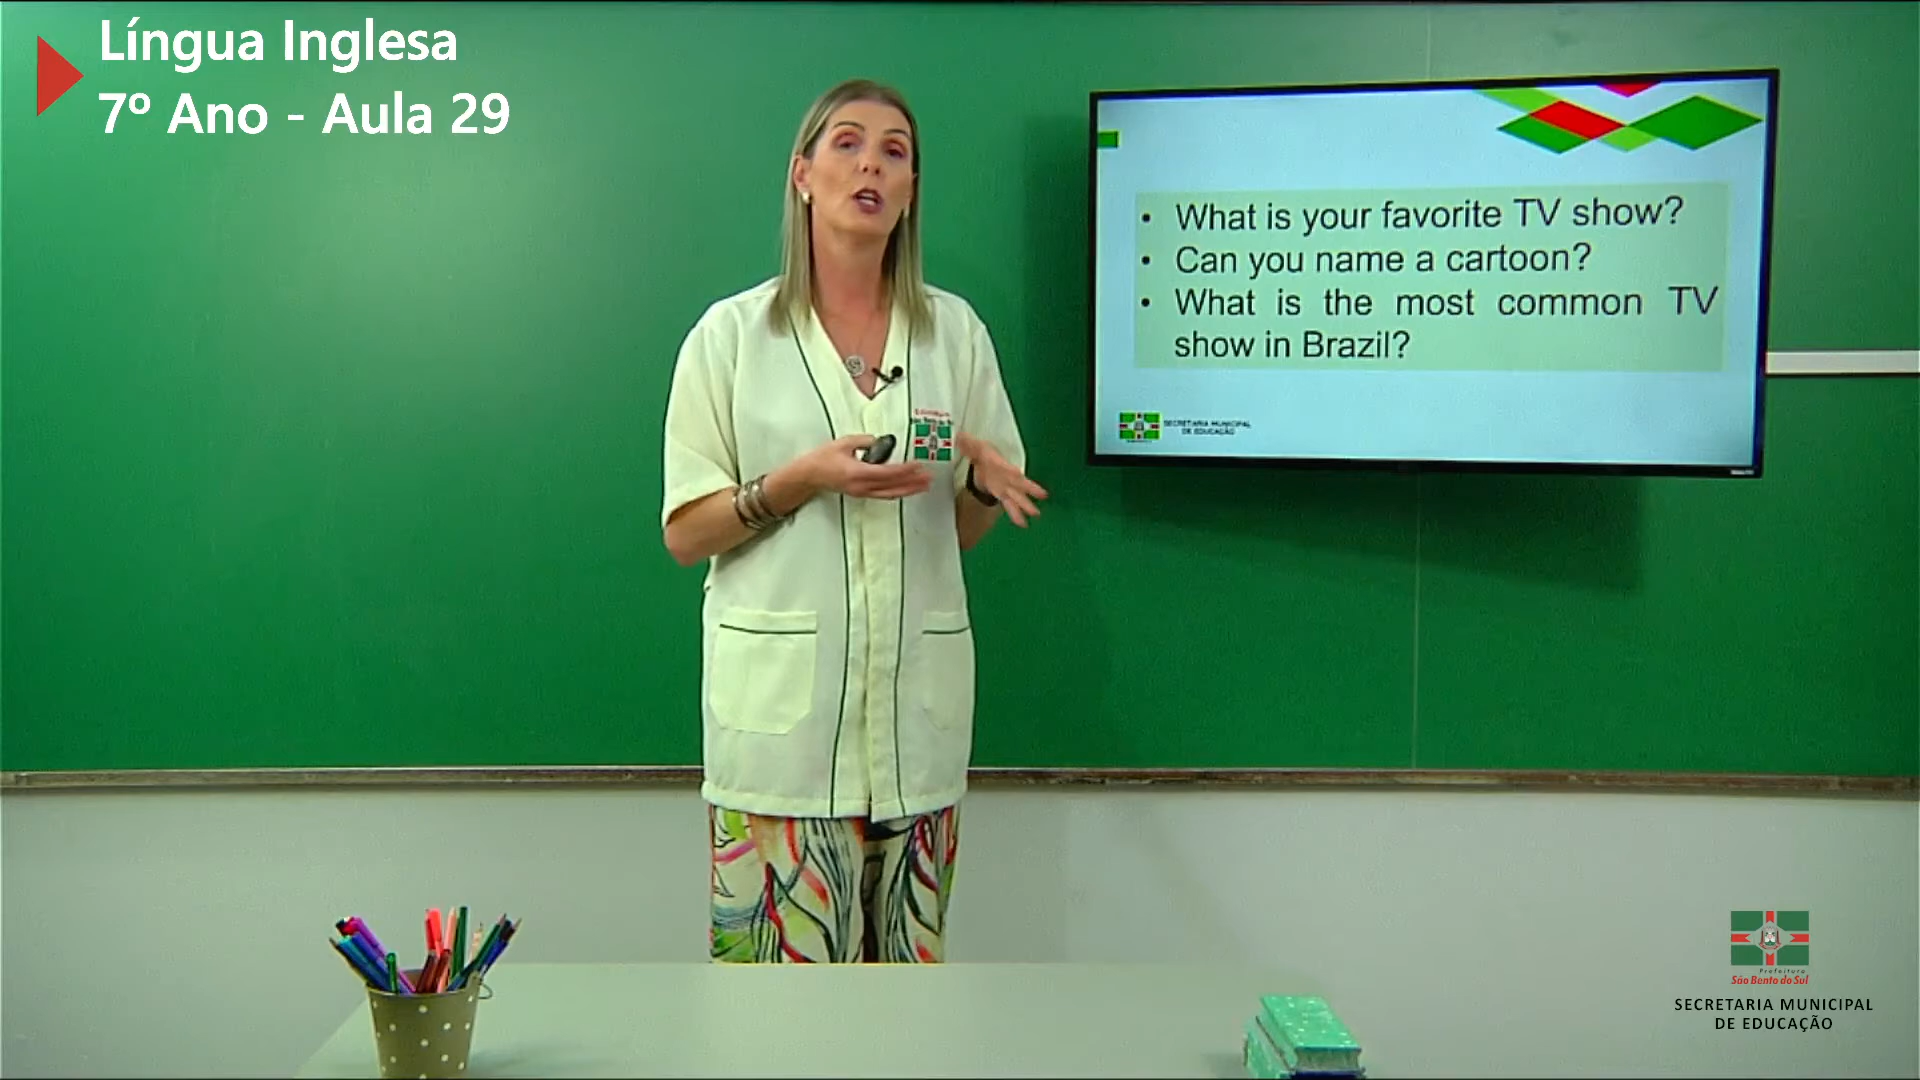 Língua Inglesa
7º Ano - Aula 29
• What is your favorite TV show?
• Can you name a cartoon?
• What is the most common TV
show in Brazil?
SECRETARIA MUNICIPAL
DE EDUCAÇÃO
Prefeitura
São Bento do Sul
SECRETARIA MUNICIPAL
DE EDUCAÇÃO